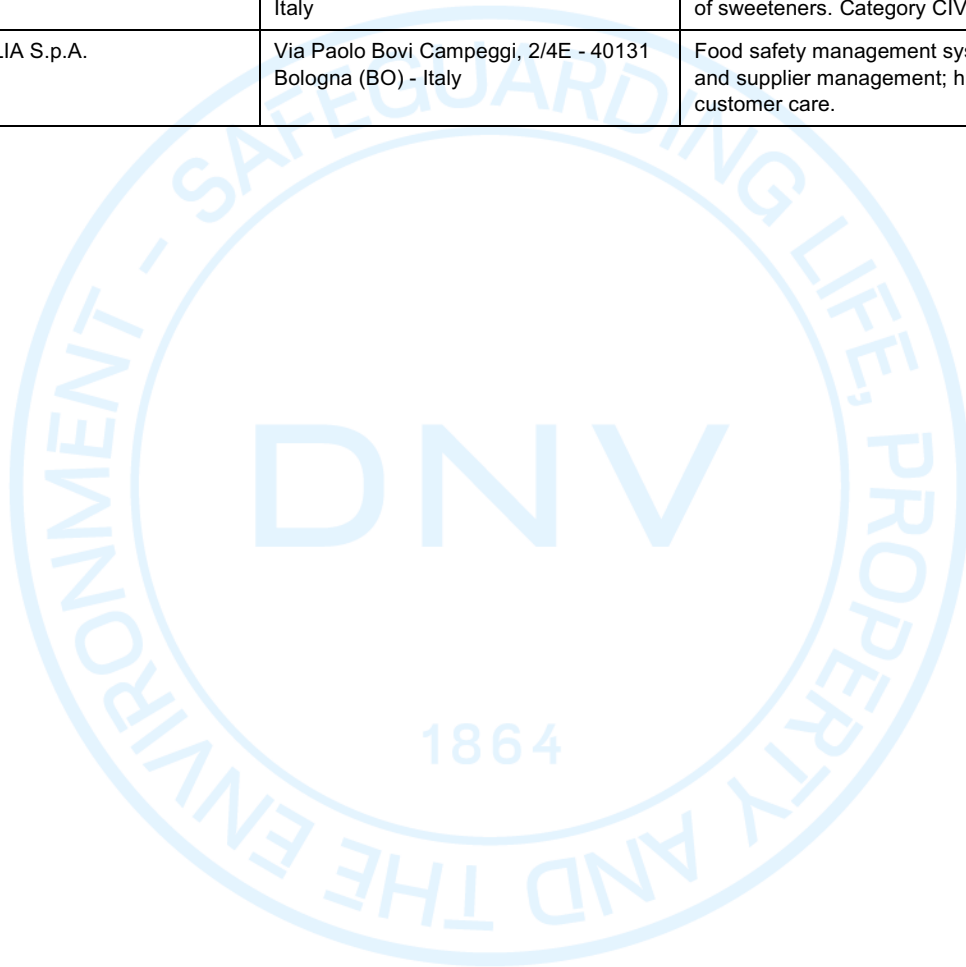 Italy
of sweeteners. Category CIV
LIA S.p.A.
Via Paolo Bovi Campeggi, 2/4E - 40131
Bologna (BO) - Italy
Food safety management sys
and supplier management; h
customer care.
SAFEGUARDING LIFE, PROPERTY AND THE ENVIRONMENT -
DNV
1864